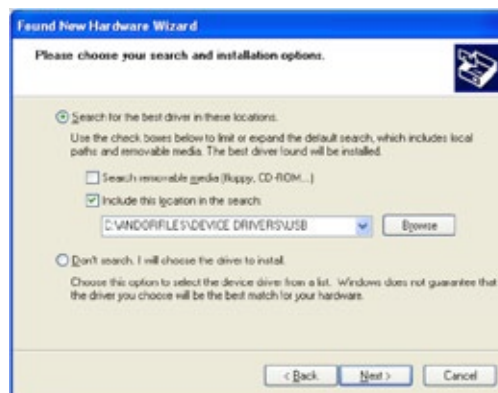 Found New Hardware Wizard
Please choose your search and installation options.
Search for the best driver in these locations.
Use the check boxes below to limit or expand the default search, which includes local
paths and removable media. The best driver found will be installed.
Search removable media (floppy, CD-ROM...)
Include this location in the search:
C:\ANDORFILES\DEVICE DRIVERS\USB
Browse
Don't search. I will choose the driver to install.
Choose this option to select the device driver from a list. Windows does not guarantee that
the driver you choose will be the best match for your hardware.
< Back
Next >
Cancel